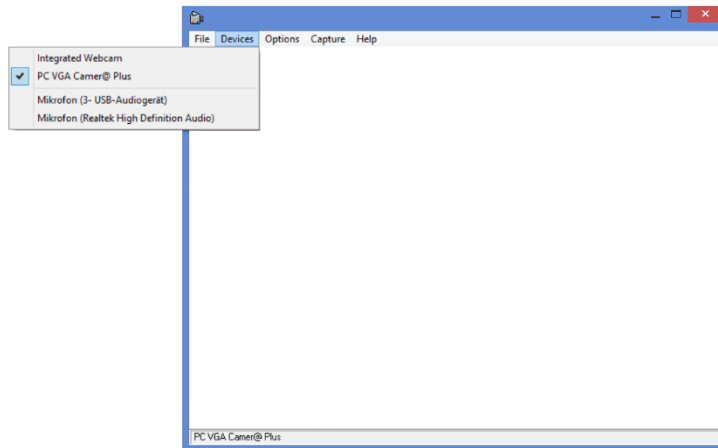 File Devices Options Capture Help
Integrated Webcam
PC VGA Camer@ Plus
Mikrofon (3- USB-Audiogerät)
Mikrofon (Realtek High Definition Audio)
PC VGA Camer@ Plus